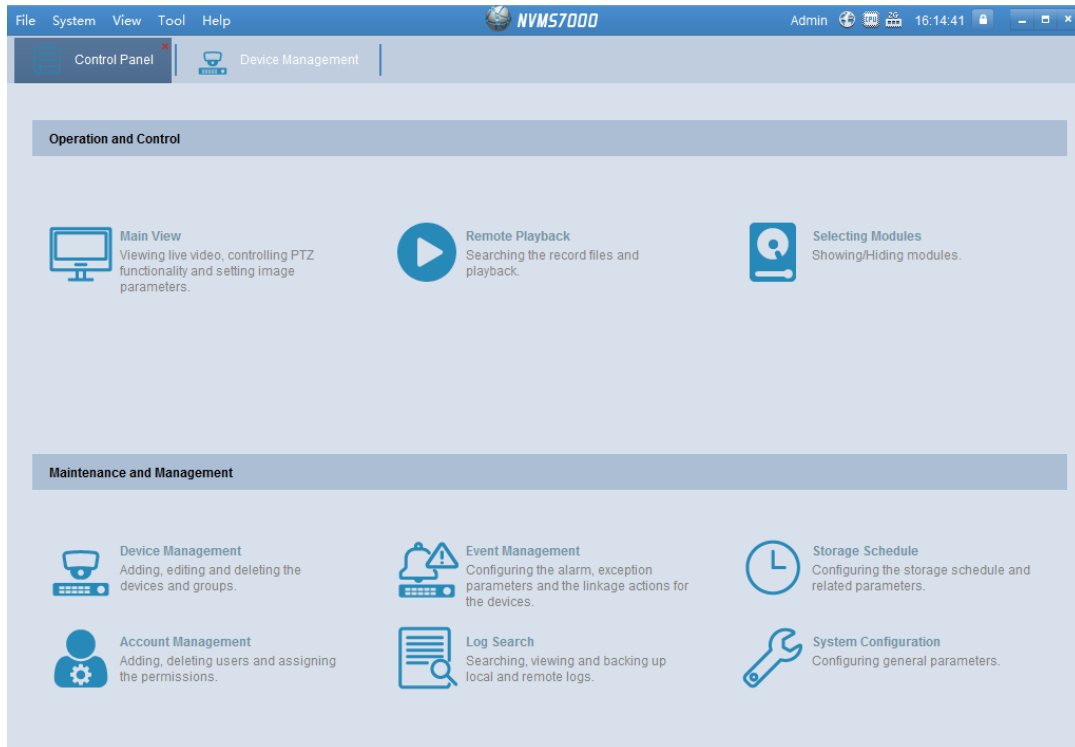 File System View Tool Help NVMS7000 Admin CPU 2G 16:14:41
Control Panel Device Management
Operation and Control
Main View
Viewing live video, controlling PTZ
functionality and setting image
parameters.
Remote Playback
Searching the record files and
playback.
Selecting Modules
Showing/Hiding modules.
Maintenance and Management
Device Management
Adding, editing and deleting the
devices and groups.
Event Management
Configuring the alarm, exception
parameters and the linkage actions for
the devices.
Storage Schedule
Configuring the storage schedule and
related parameters.
Account Management
Adding, deleting users and assigning
the permissions.
Log Search
Searching, viewing and backing up
local and remote logs.
System Configuration
Configuring general parameters.